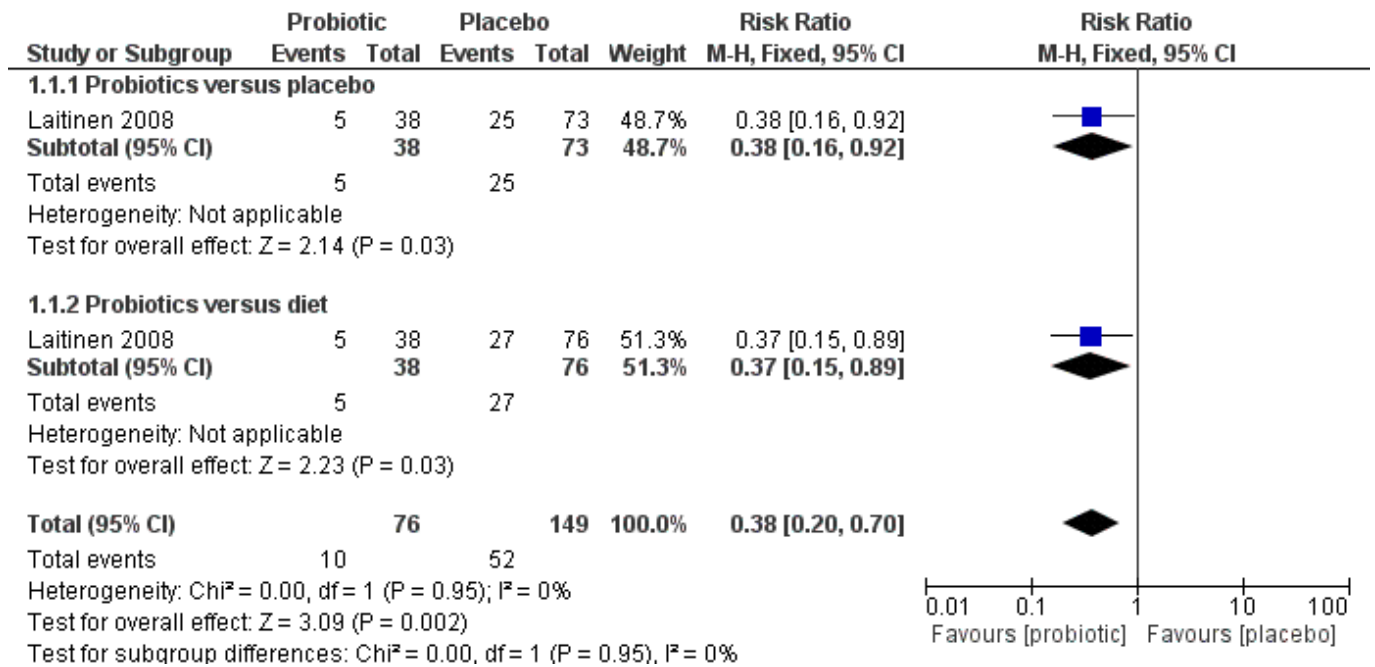 Probiotic Placebo Risk Ratio Risk Ratio
Study or Subgroup Events Total Events Total Weight M-H, Fixed, 95% CI M-H, Fixed, 95% CI
1.1.1 Probiotics versus placebo
Laitinen 2008 5 38 25 73 48.7% 0.38 [0.16, 0.92]
Subtotal (95% CI) 38 73 48.7% 0.38 [0.16, 0.92]
Total events 5 25
Heterogeneity: Not applicable
Test for overall effect: Z = 2.14 (P = 0.03)
1.1.2 Probiotics versus diet
Laitinen 2008 5 38 27 76 51.3% 0.37 [0.15, 0.89]
Subtotal (95% CI) 38 76 51.3% 0.37 [0.15, 0.89]
Total events 5 27
Heterogeneity: Not applicable
Test for overall effect: Z = 2.23 (P = 0.03)
Total (95% CI) 76 149 100.0% 0.38 [0.20, 0.70]
Total events 10 52
Heterogeneity: Chi² = 0.00, df = 1 (P = 0.95); I² = 0%
Test for overall effect: Z = 3.09 (P = 0.002)
Test for subgroup differences: Chi² = 0.00, df = 1 (P = 0.95), I² = 0%
0.01 0.1 1 10 100
Favours [probiotic] Favours [placebo]